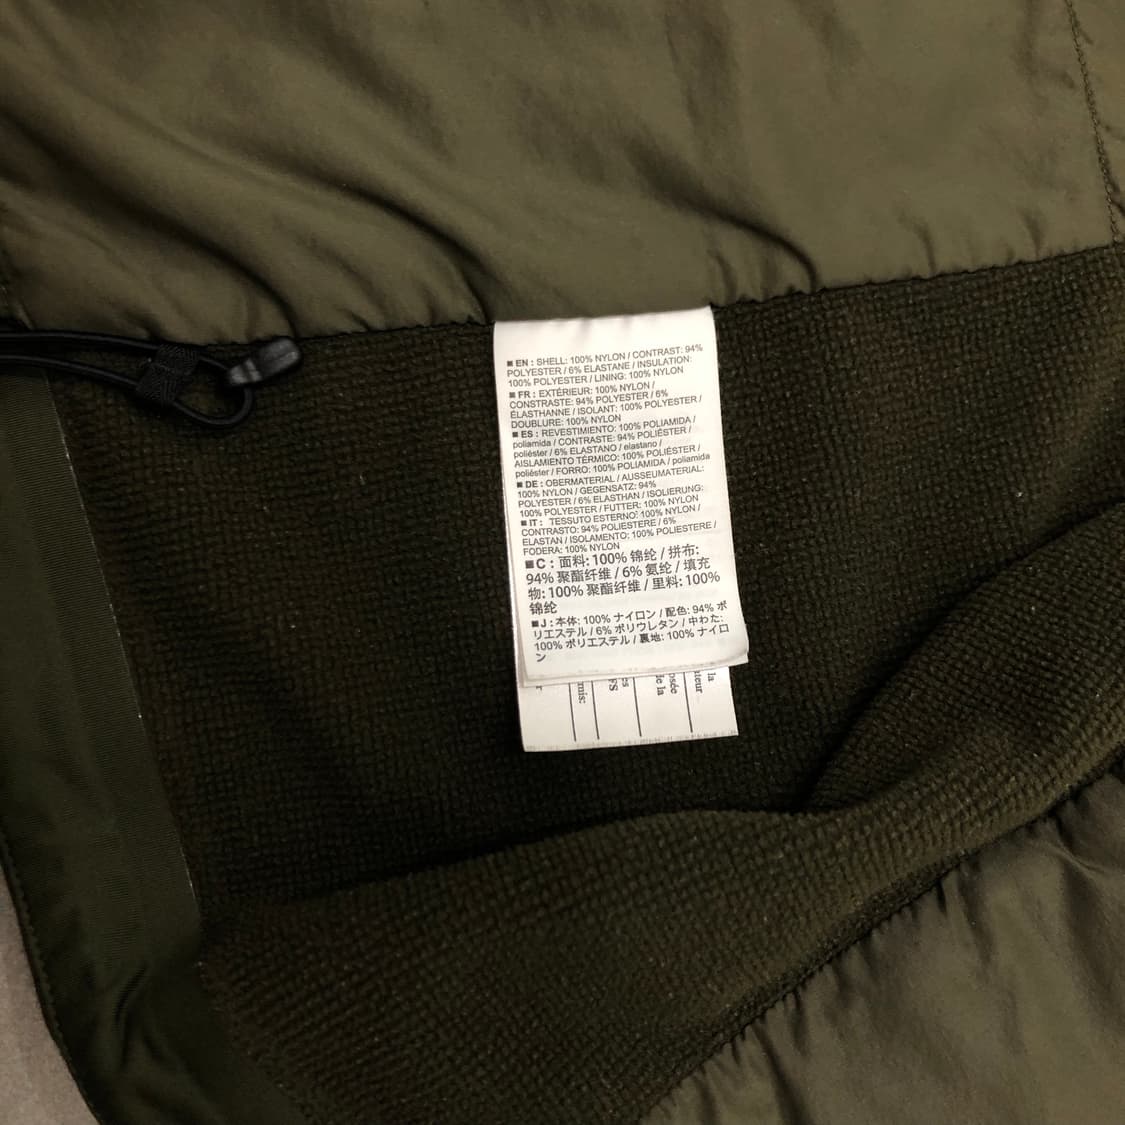 ■ EN : SHELL: 100% NYLON / CONTRAST: 94%
POLYESTER / 6% ELASTANE / INSULATION:
100% POLYESTER / LINING: 100% NYLON
■ FR : EXTÉRIEUR: 100% NYLON /
CONSTRASTE: 94% POLYESTER / 6%
ÉLASTHANNE / ISOLANT: 100% POLYESTER /
DOUBLURE: 100% NYLON
■ ES : REVESTIMIENTO: 100% POLIAMIDA /
poliamida / CONTRASTE: 94% POLIÉSTER /
poliéster / 6% ELASTANO / elastano /
AISLAMIENTO TÉRMICO: 100% POLIÉSTER /
poliéster / FORRO: 100% POLIAMIDA / poliamida
■ DE : OBERMATERIAL / AUSSEUMATERIAL:
100% NYLON / GEGENSATZ: 94%
POLYESTER / 6% ELASTHAN / ISOLIERUNG:
100% POLYESTER / FUTTER: 100% NYLON
■ IT : TESSUTO ESTERNO: 100% NYLON /
CONTRASTO: 94% POLIESTERE / 6%
ELASTAN / ISOLAMENTO: 100% POLIESTERE /
FODERA: 100% NYLON
■ C : 面料: 100% 锦纶 / 拼布:
94% 聚酯纤维 / 6% 氨纶 / 填充
物: 100% 聚酯纤维 / 里料: 100%
锦纶
■ J : 本体: 100% ナイロン / 配色: 94% ポ
リエステル / 6% ポリウレタン / 中わた:
100% ポリエステル / 裏地: 100% ナイロ
ン